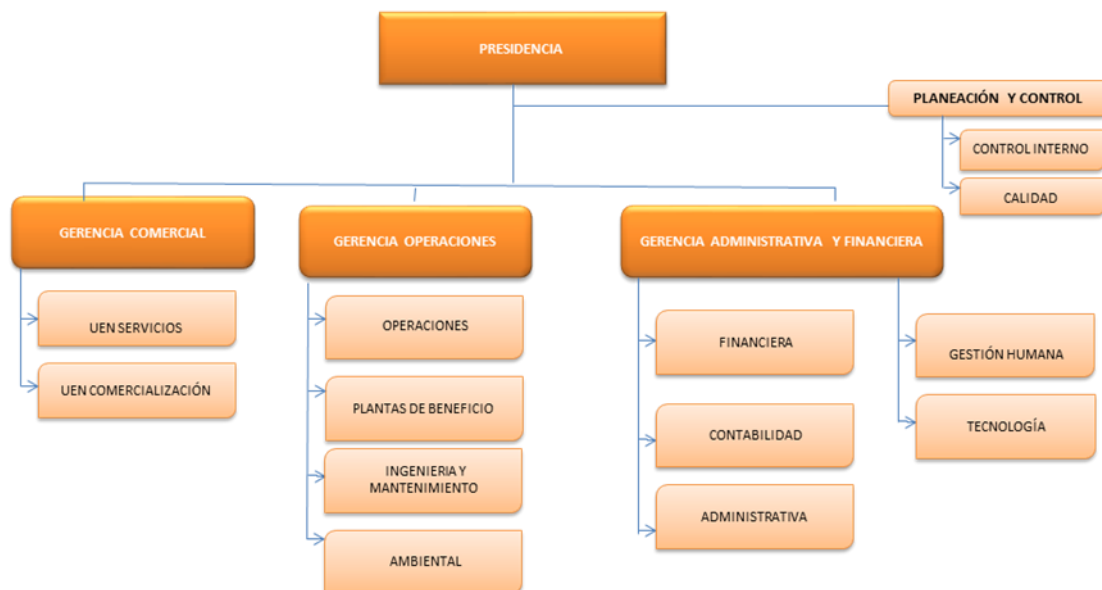 PRESIDENCIA
PLANEACIÓN Y CONTROL
CONTROL INTERNO
CALIDAD
GERENCIA COMERCIAL
GERENCIA OPERACIONES
GERENCIA ADMINISTRATIVA Y FINANCIERA
UEN SERVICIOS
UEN COMERCIALIZACIÓN
OPERACIONES
PLANTAS DE BENEFICIO
INGENIERIA Y
MANTENIMIENTO
AMBIENTAL
FINANCIERA
CONTABILIDAD
ADMINISTRATIVA
GESTIÓN HUMANA
TECNOLOGÍA